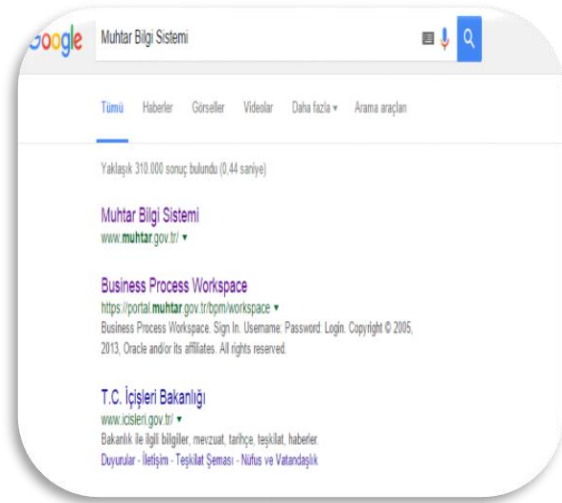 Google
Muhtar Bilgi Sistemi
Tümü Haberler Görseller Videolar Daha fazla Arama araçları
Yaklaşık 310.000 sonuç bulundu (0,44 saniye)
Muhtar Bilgi Sistemi
www.muhtar.gov.tr/
Business Process Workspace
https://portal.muhtar.gov.tr/bpm/workspace
Business Process Workspace. Sign In. Username: Password: Login. Copyright © 2005,
2013, Oracle and/or its affiliates. All rights reserved.
T.C. İçişleri Bakanlığı
www.icisleri.gov.tr/
Bakanlık ile ilgili bilgiler, mevzuat, tarihçe, teşkilat, haberler.
Duyurular - İletişim - Teşkilat Şeması - Nüfus ve Vatandaşlık